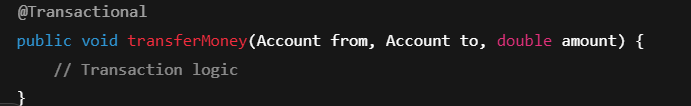 @Transactional
public void transferMoney(Account from, Account to, double amount) {
    // Transaction logic
}